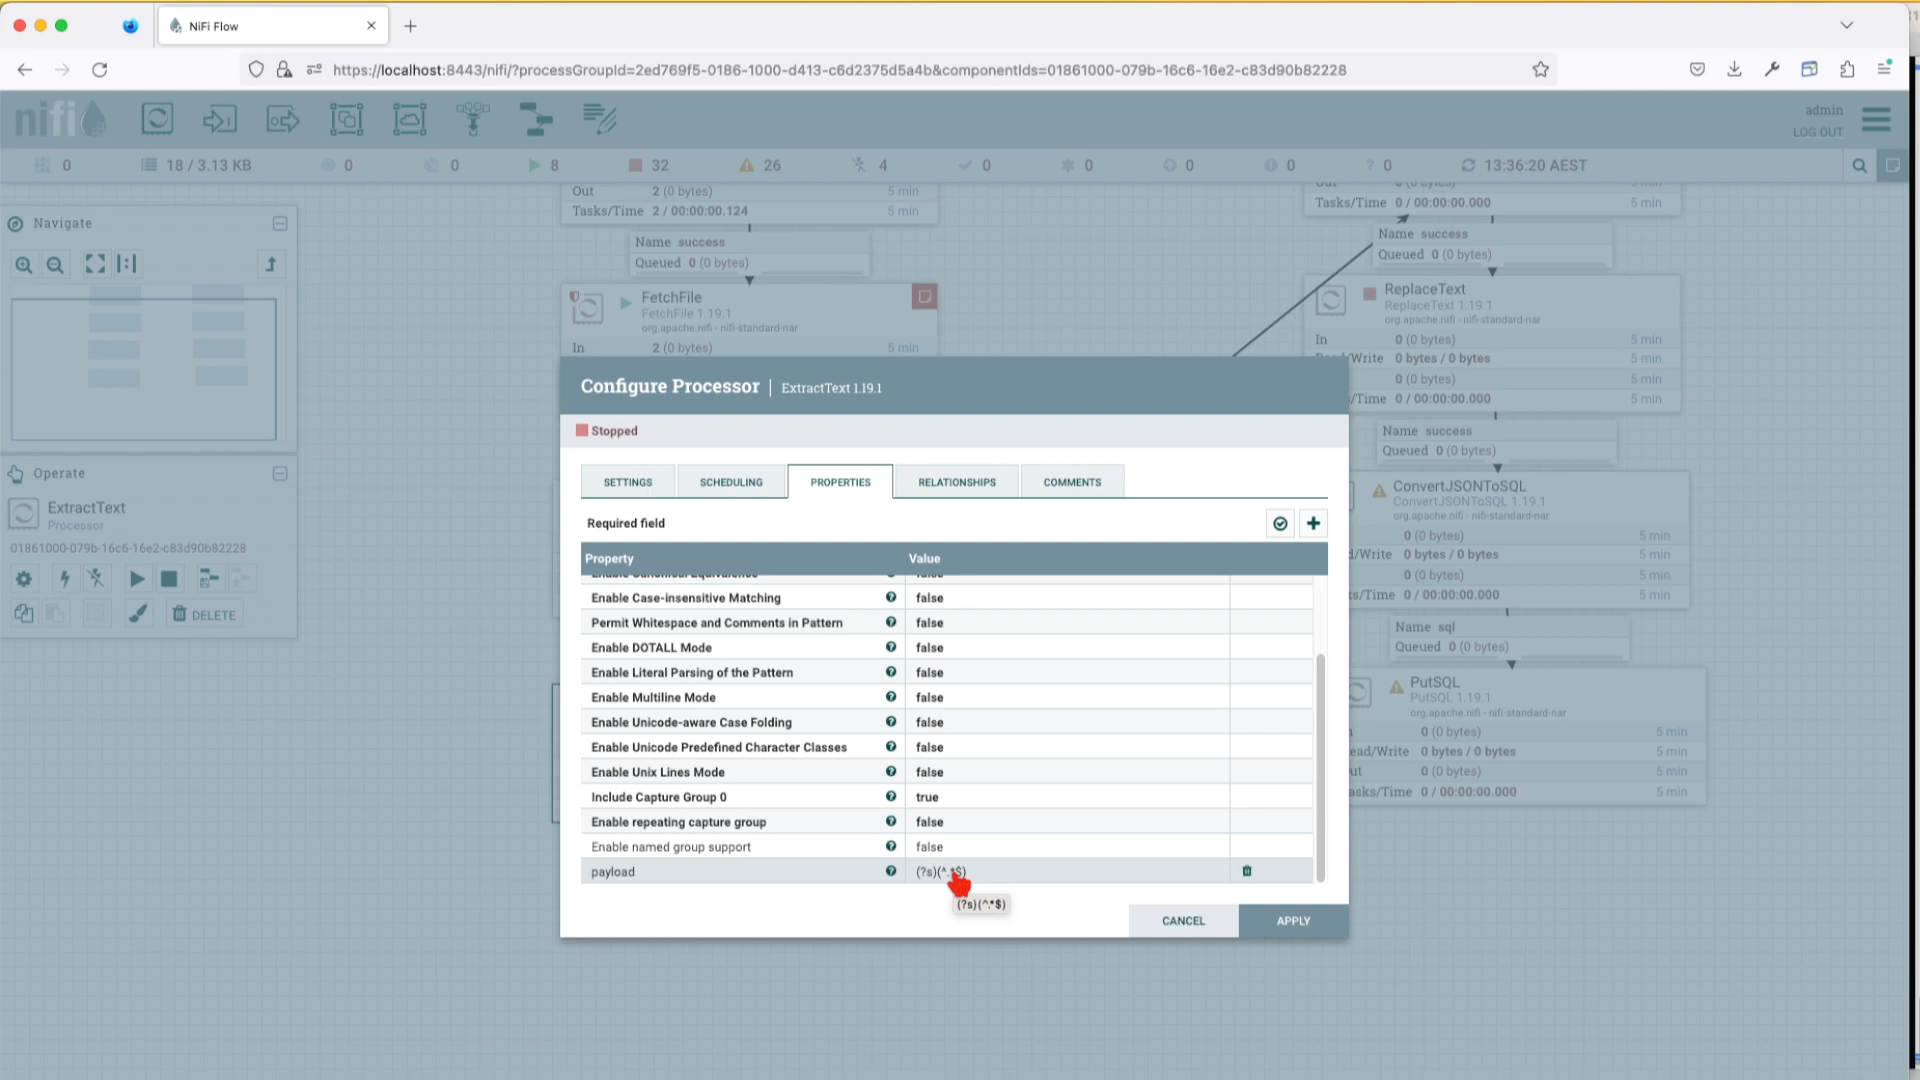 NiFi Flow
https://localhost:8443/nifi/?processGroupId=2ed769f5-0186-1000-d413-c6d2375d5a4b&componentIds=01861000-079b-16c6-16e2-c83d90b82228
nifi
admin
LOG OUT
0
18 / 3.13 KB
0
0
8
32
26
4
0
0
0
0
0
13:36:20 AEST
Navigate
Operate
ExtractText
Processor
01861000-079b-16c6-16e2-c83d90b82228
DELETE
Out 2 (0 bytes) 5 min
Tasks/Time 2 / 00:00:00.124 5 min
Name success
Queued 0 (0 bytes)
FetchFile
FetchFile 1.19.1
org.apache.nifi - nifi-standard-nar
In 2 (0 bytes) 5 min
Tasks/Time 0 / 00:00:00.000 5 min
Name success
Queued 0 (0 bytes)
ReplaceText
ReplaceText 1.19.1
org.apache.nifi - nifi-standard-nar
In 0 (0 bytes) 5 min
/Write 0 bytes / 0 bytes 5 min
0 (0 bytes) 5 min
/Time 0 / 00:00:00.000 5 min
Name success
Queued 0 (0 bytes)
ConvertJSONToSQL
ConvertJSONToSQL 1.19.1
org.apache.nifi - nifi-standard-nar
0 (0 bytes) 5 min
d/Write 0 bytes / 0 bytes 5 min
0 (0 bytes) 5 min
s/Time 0 / 00:00:00.000 5 min
Name sql
Queued 0 (0 bytes)
PutSQL
PutSQL 1.19.1
org.apache.nifi - nifi-standard-nar
0 (0 bytes) 5 min
ead/Write 0 bytes / 0 bytes 5 min
ut 0 (0 bytes) 5 min
asks/Time 0 / 00:00:00.000 5 min
Configure Processor | ExtractText 1.19.1
Stopped
SETTINGS
SCHEDULING
PROPERTIES
RELATIONSHIPS
COMMENTS
Required field
Property Value
Enable Canonical Equivalence false
Enable Case-insensitive Matching false
Permit Whitespace and Comments in Pattern false
Enable DOTALL Mode false
Enable Literal Parsing of the Pattern false
Enable Multiline Mode false
Enable Unicode-aware Case Folding false
Enable Unicode Predefined Character Classes false
Enable Unix Lines Mode false
Include Capture Group 0 true
Enable repeating capture group false
Enable named group support false
payload (?s)(^.*$)
(?s)(^.*$)
CANCEL
APPLY